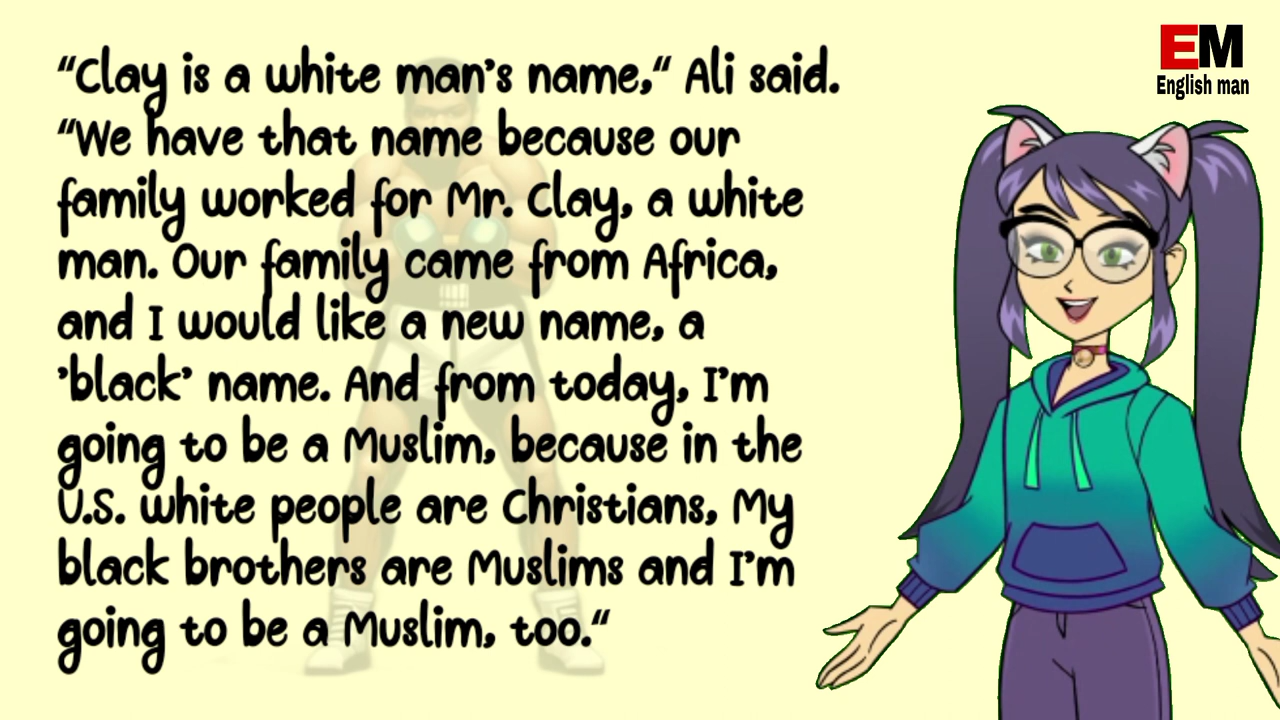 “Clay is a white man’s name,“ Ali said.
“We have that name because our
family worked for Mr. Clay, a white
man. Our family came from Africa,
and I would like a new name, a
’black’ name. And from today, I’m
going to be a Muslim, because in the
U.S. white people are Christians, My
black brothers are Muslims and I’m
going to be a Muslim, too.“
EM
English man